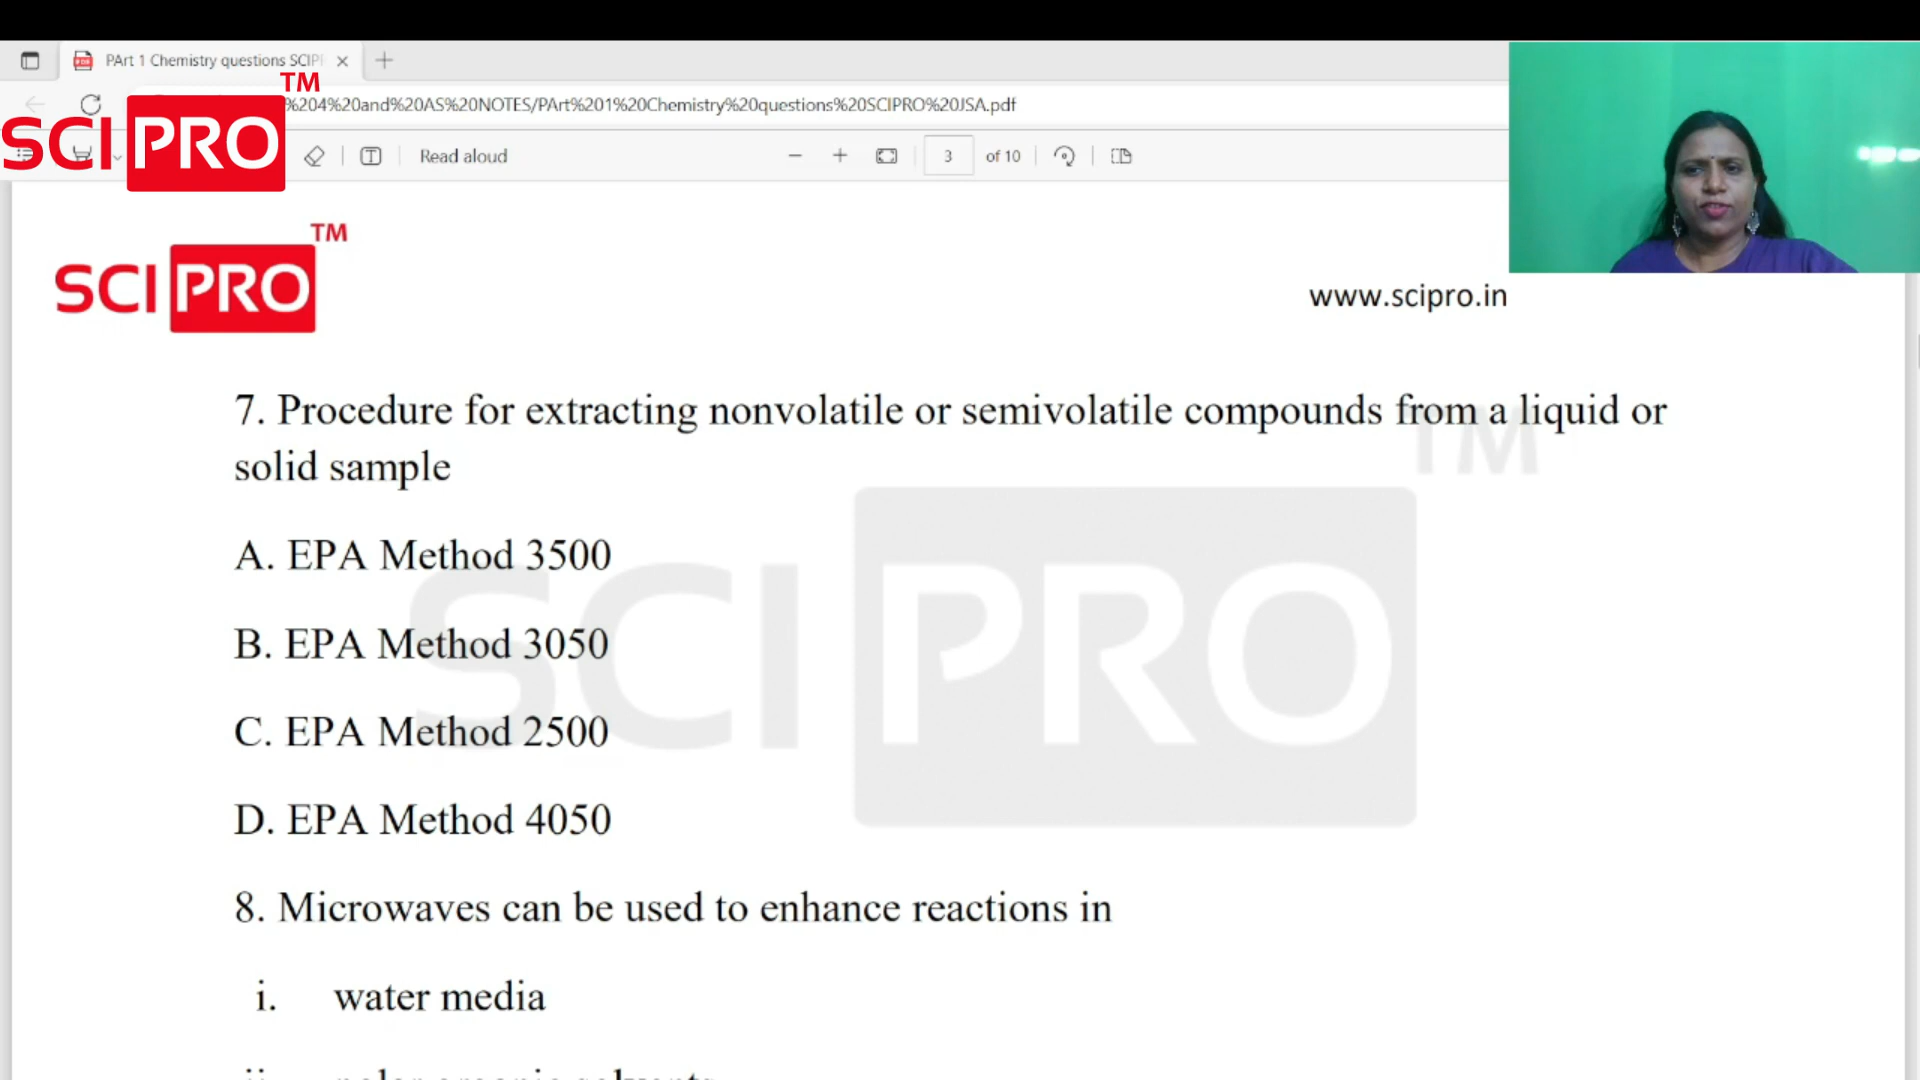 PArt 1 Chemistry questions SCIP
TM
%204%20and%20AS%20NOTES/PArt%201%20Chemistry%20questions%20SCIPRO%20JSA.pdf
SCI PRO
Read aloud
3 of 10
TM
SCI PRO
www.scipro.in
7. Procedure for extracting nonvolatile or semivolatile compounds from a liquid or
solid sample
TM
A. EPA Method 3500
SCI PRO
B. EPA Method 3050
C. EPA Method 2500
D. EPA Method 4050
8. Microwaves can be used to enhance reactions in
i. water media